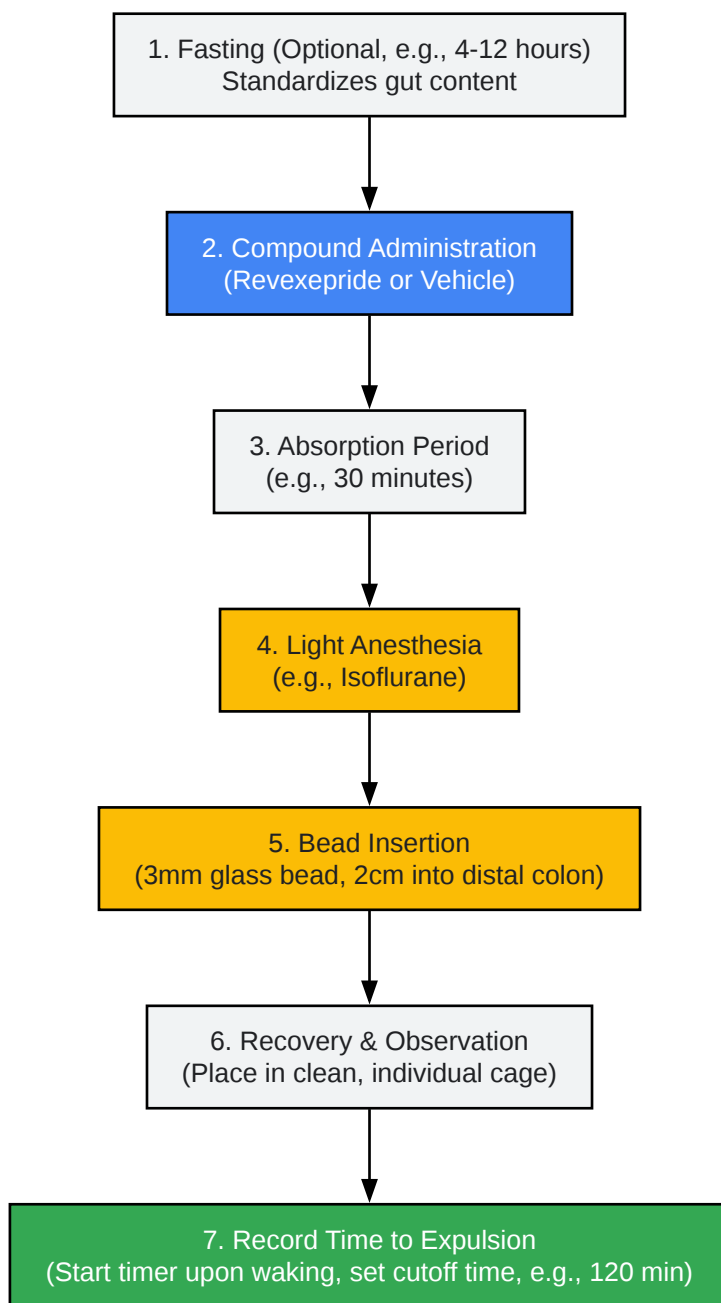 1. Fasting (Optional, e.g., 4-12 hours)
Standardizes gut content
2. Compound Administration
(Revexepride or Vehicle)
3. Absorption Period
(e.g., 30 minutes)
4. Light Anesthesia
(e.g., Isoflurane)
5. Bead Insertion
(3mm glass bead, 2cm into distal colon)
6. Recovery & Observation
(Place in clean, individual cage)
7. Record Time to Expulsion
(Start timer upon waking, set cutoff time, e.g., 120 min)